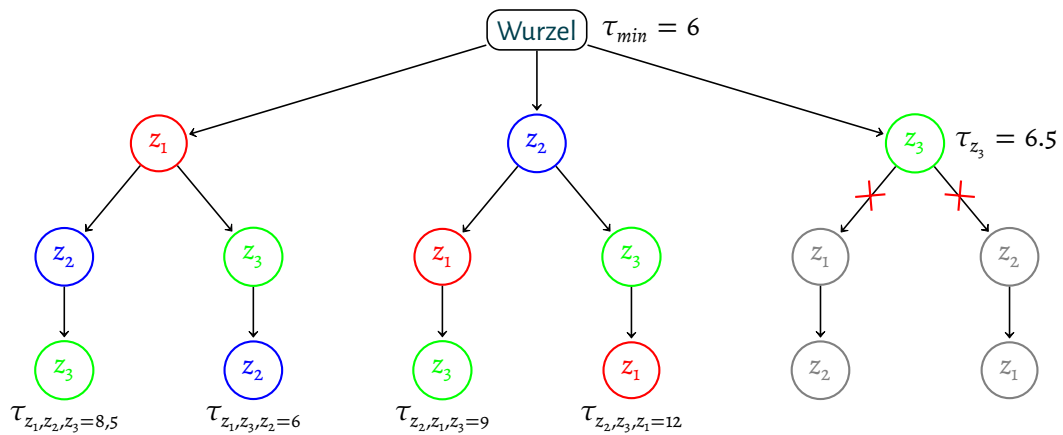 Wurzel τ_min = 6
z₁ z₂ z₃ τ_z₃ = 6.5
z₂ z₃ z₁ z₃ z₁ z₂
z₃ z₂ z₃ z₁ z₂ z₁
τ_z₁,z₂,z₃=8,5 τ_z₁,z₃,z₂=6 τ_z₂,z₁,z₃=9 τ_z₂,z₃,z₁=12